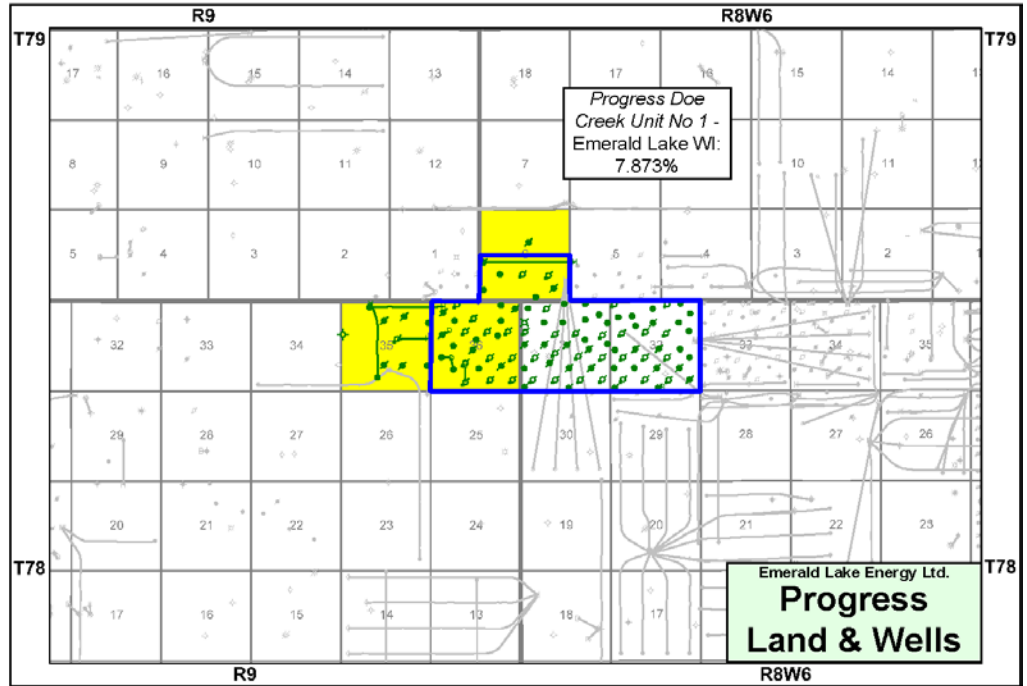 R9 R8W6
T79 T79
17 16 15 14 13 18 17 15 14
Progress Doe
Creek Unit No 1 -
Emerald Lake WI:
7.873%
8 9 10 11 12 7 10 11
5 4 3 2 1 6 5 4 3 2
32 33 34 35 36 32 33 34 35
29 28 27 26 25 30 29 28 27 26
20 21 22 23 24 19 20 21 22 23
T78 T78
17 16 15 14 13 18 17
Emerald Lake Energy Ltd.
Progress
Land & Wells
R9 R8W6